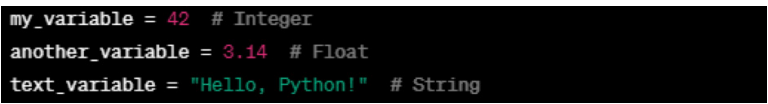 my_variable = 42  # Integer
another_variable = 3.14  # Float
text_variable = "Hello, Python!"  # String